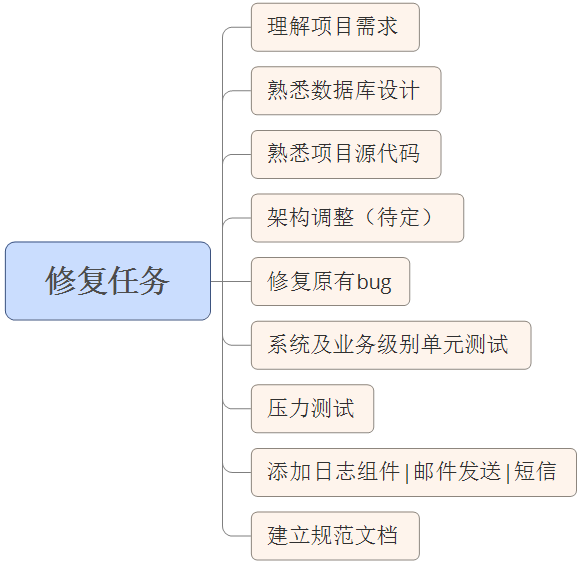 理解项目需求
熟悉数据库设计
熟悉项目源代码
架构调整（待定）
修复任务
修复原有bug
系统及业务级别单元测试
压力测试
添加日志组件|邮件发送|短信
建立规范文档